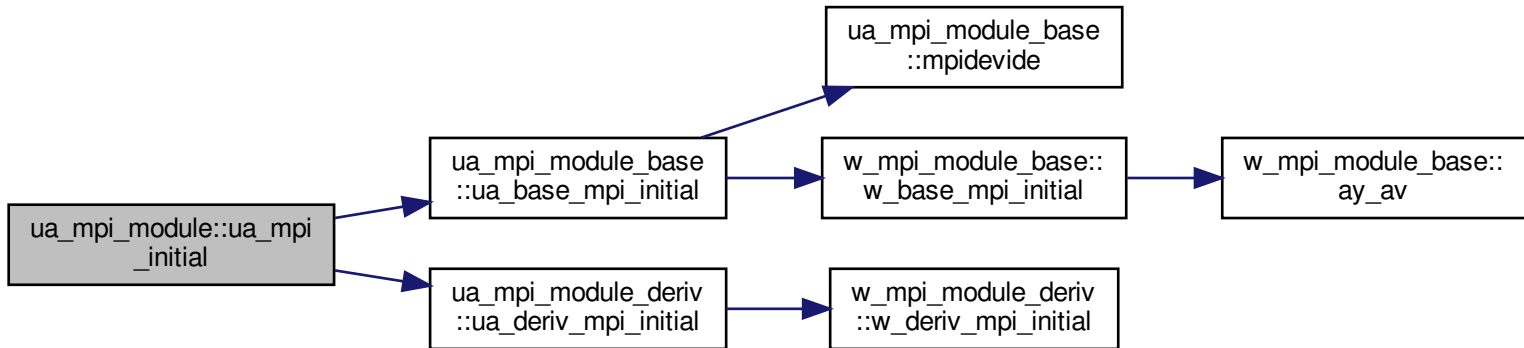 ua_mpi_module::ua_mpi
_initial
ua_mpi_module_base
::ua_base_mpi_initial
ua_mpi_module_base
::mpidevide
w_mpi_module_base::
w_base_mpi_initial
w_mpi_module_base::
ay_av
ua_mpi_module_deriv
::ua_deriv_mpi_initial
w_mpi_module_deriv
::w_deriv_mpi_initial